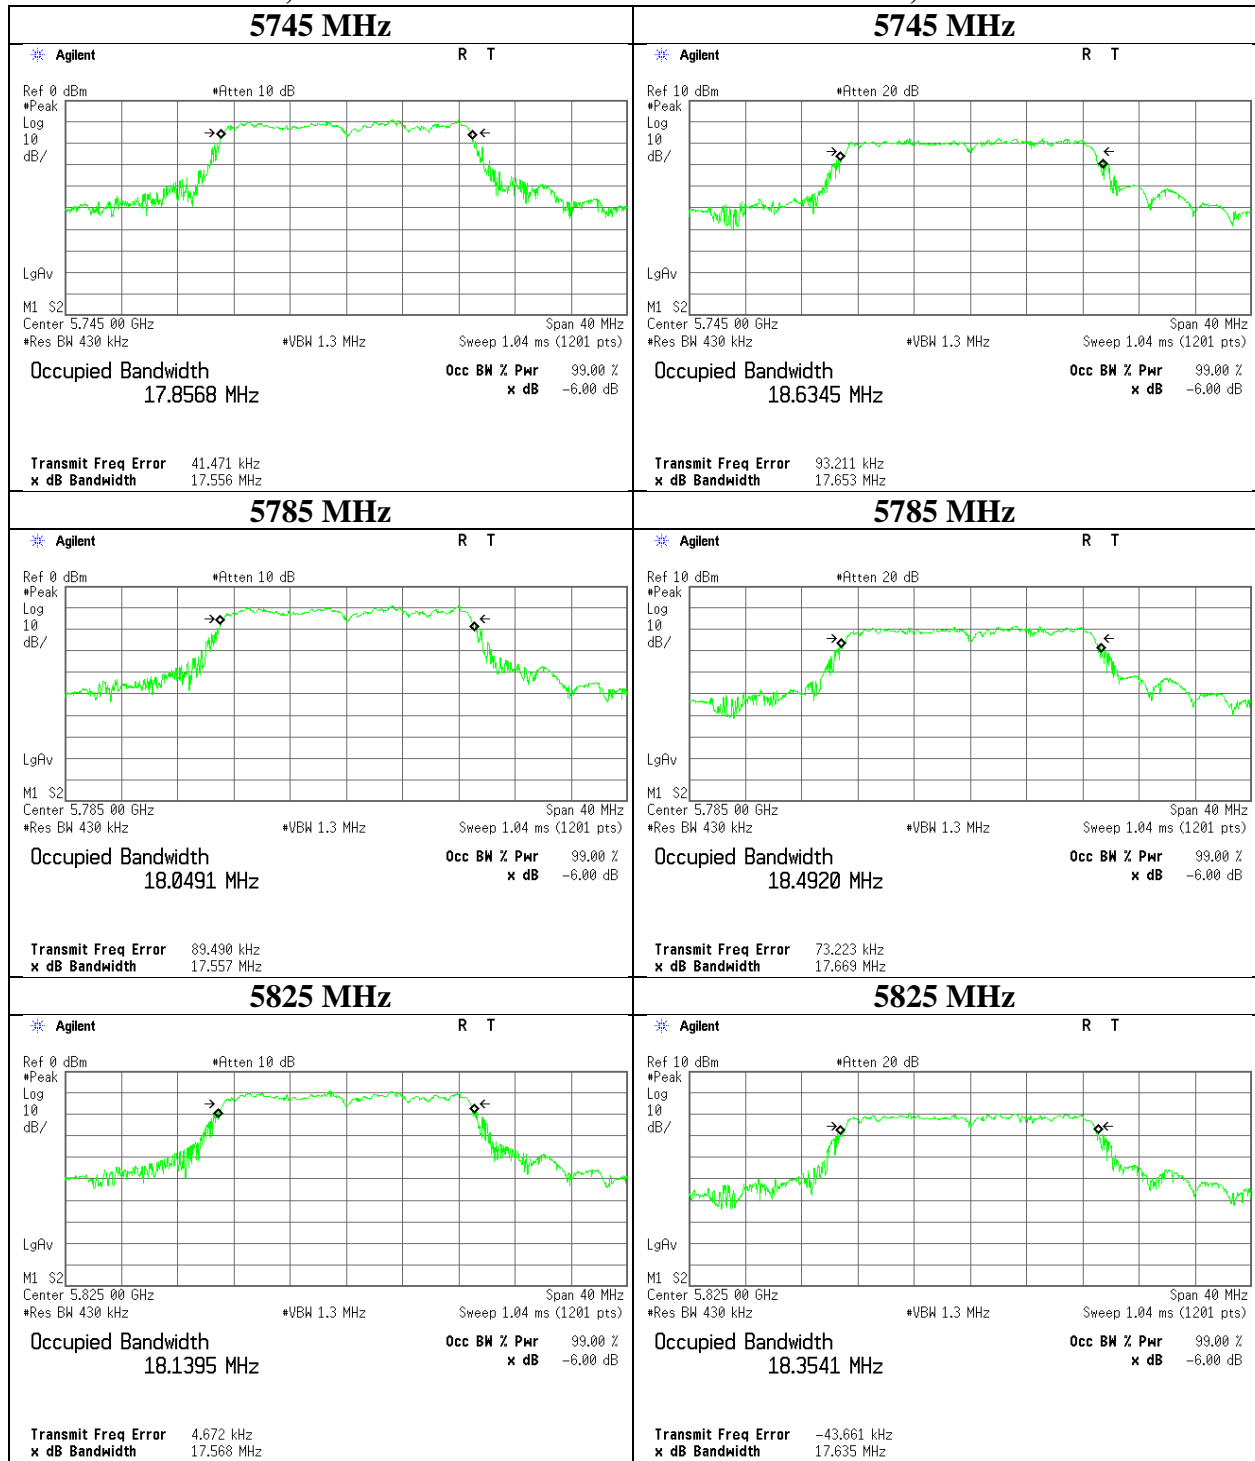 5745 MHz
Agilent R T
Ref 0 dBm #Atten 10 dB
#Peak
Log
10
dB/
LgAv
M1 S2
Center 5.745 00 GHz Span 40 MHz
#Res BW 430 kHz #VBW 1.3 MHz Sweep 1.04 ms (1201 pts)
Occupied Bandwidth Occ BW % Pwr 99.00 %
17.8568 MHz x dB -6.00 dB
Transmit Freq Error 41.471 kHz
x dB Bandwidth 17.556 MHz
5745 MHz
Agilent R T
Ref 10 dBm #Atten 20 dB
#Peak
Log
10
dB/
LgAv
M1 S2
Center 5.745 00 GHz Span 40 MHz
#Res BW 430 kHz #VBW 1.3 MHz Sweep 1.04 ms (1201 pts)
Occupied Bandwidth Occ BW % Pwr 99.00 %
18.6345 MHz x dB -6.00 dB
Transmit Freq Error 93.211 kHz
x dB Bandwidth 17.653 MHz
5785 MHz
Agilent R T
Ref 0 dBm #Atten 10 dB
#Peak
Log
10
dB/
LgAv
M1 S2
Center 5.785 00 GHz Span 40 MHz
#Res BW 430 kHz #VBW 1.3 MHz Sweep 1.04 ms (1201 pts)
Occupied Bandwidth Occ BW % Pwr 99.00 %
18.0491 MHz x dB -6.00 dB
Transmit Freq Error 89.490 kHz
x dB Bandwidth 17.557 MHz
5785 MHz
Agilent R T
Ref 10 dBm #Atten 20 dB
#Peak
Log
10
dB/
LgAv
M1 S2
Center 5.785 00 GHz Span 40 MHz
#Res BW 430 kHz #VBW 1.3 MHz Sweep 1.04 ms (1201 pts)
Occupied Bandwidth Occ BW % Pwr 99.00 %
18.4920 MHz x dB -6.00 dB
Transmit Freq Error 73.223 kHz
x dB Bandwidth 17.669 MHz
5825 MHz
Agilent R T
Ref 0 dBm #Atten 10 dB
#Peak
Log
10
dB/
LgAv
M1 S2
Center 5.825 00 GHz Span 40 MHz
#Res BW 430 kHz #VBW 1.3 MHz Sweep 1.04 ms (1201 pts)
Occupied Bandwidth Occ BW % Pwr 99.00 %
18.1395 MHz x dB -6.00 dB
Transmit Freq Error 4.672 kHz
x dB Bandwidth 17.568 MHz
5825 MHz
Agilent R T
Ref 10 dBm #Atten 20 dB
#Peak
Log
10
dB/
LgAv
M1 S2
Center 5.825 00 GHz Span 40 MHz
#Res BW 430 kHz #VBW 1.3 MHz Sweep 1.04 ms (1201 pts)
Occupied Bandwidth Occ BW % Pwr 99.00 %
18.3541 MHz x dB -6.00 dB
Transmit Freq Error -43.661 kHz
x dB Bandwidth 17.635 MHz